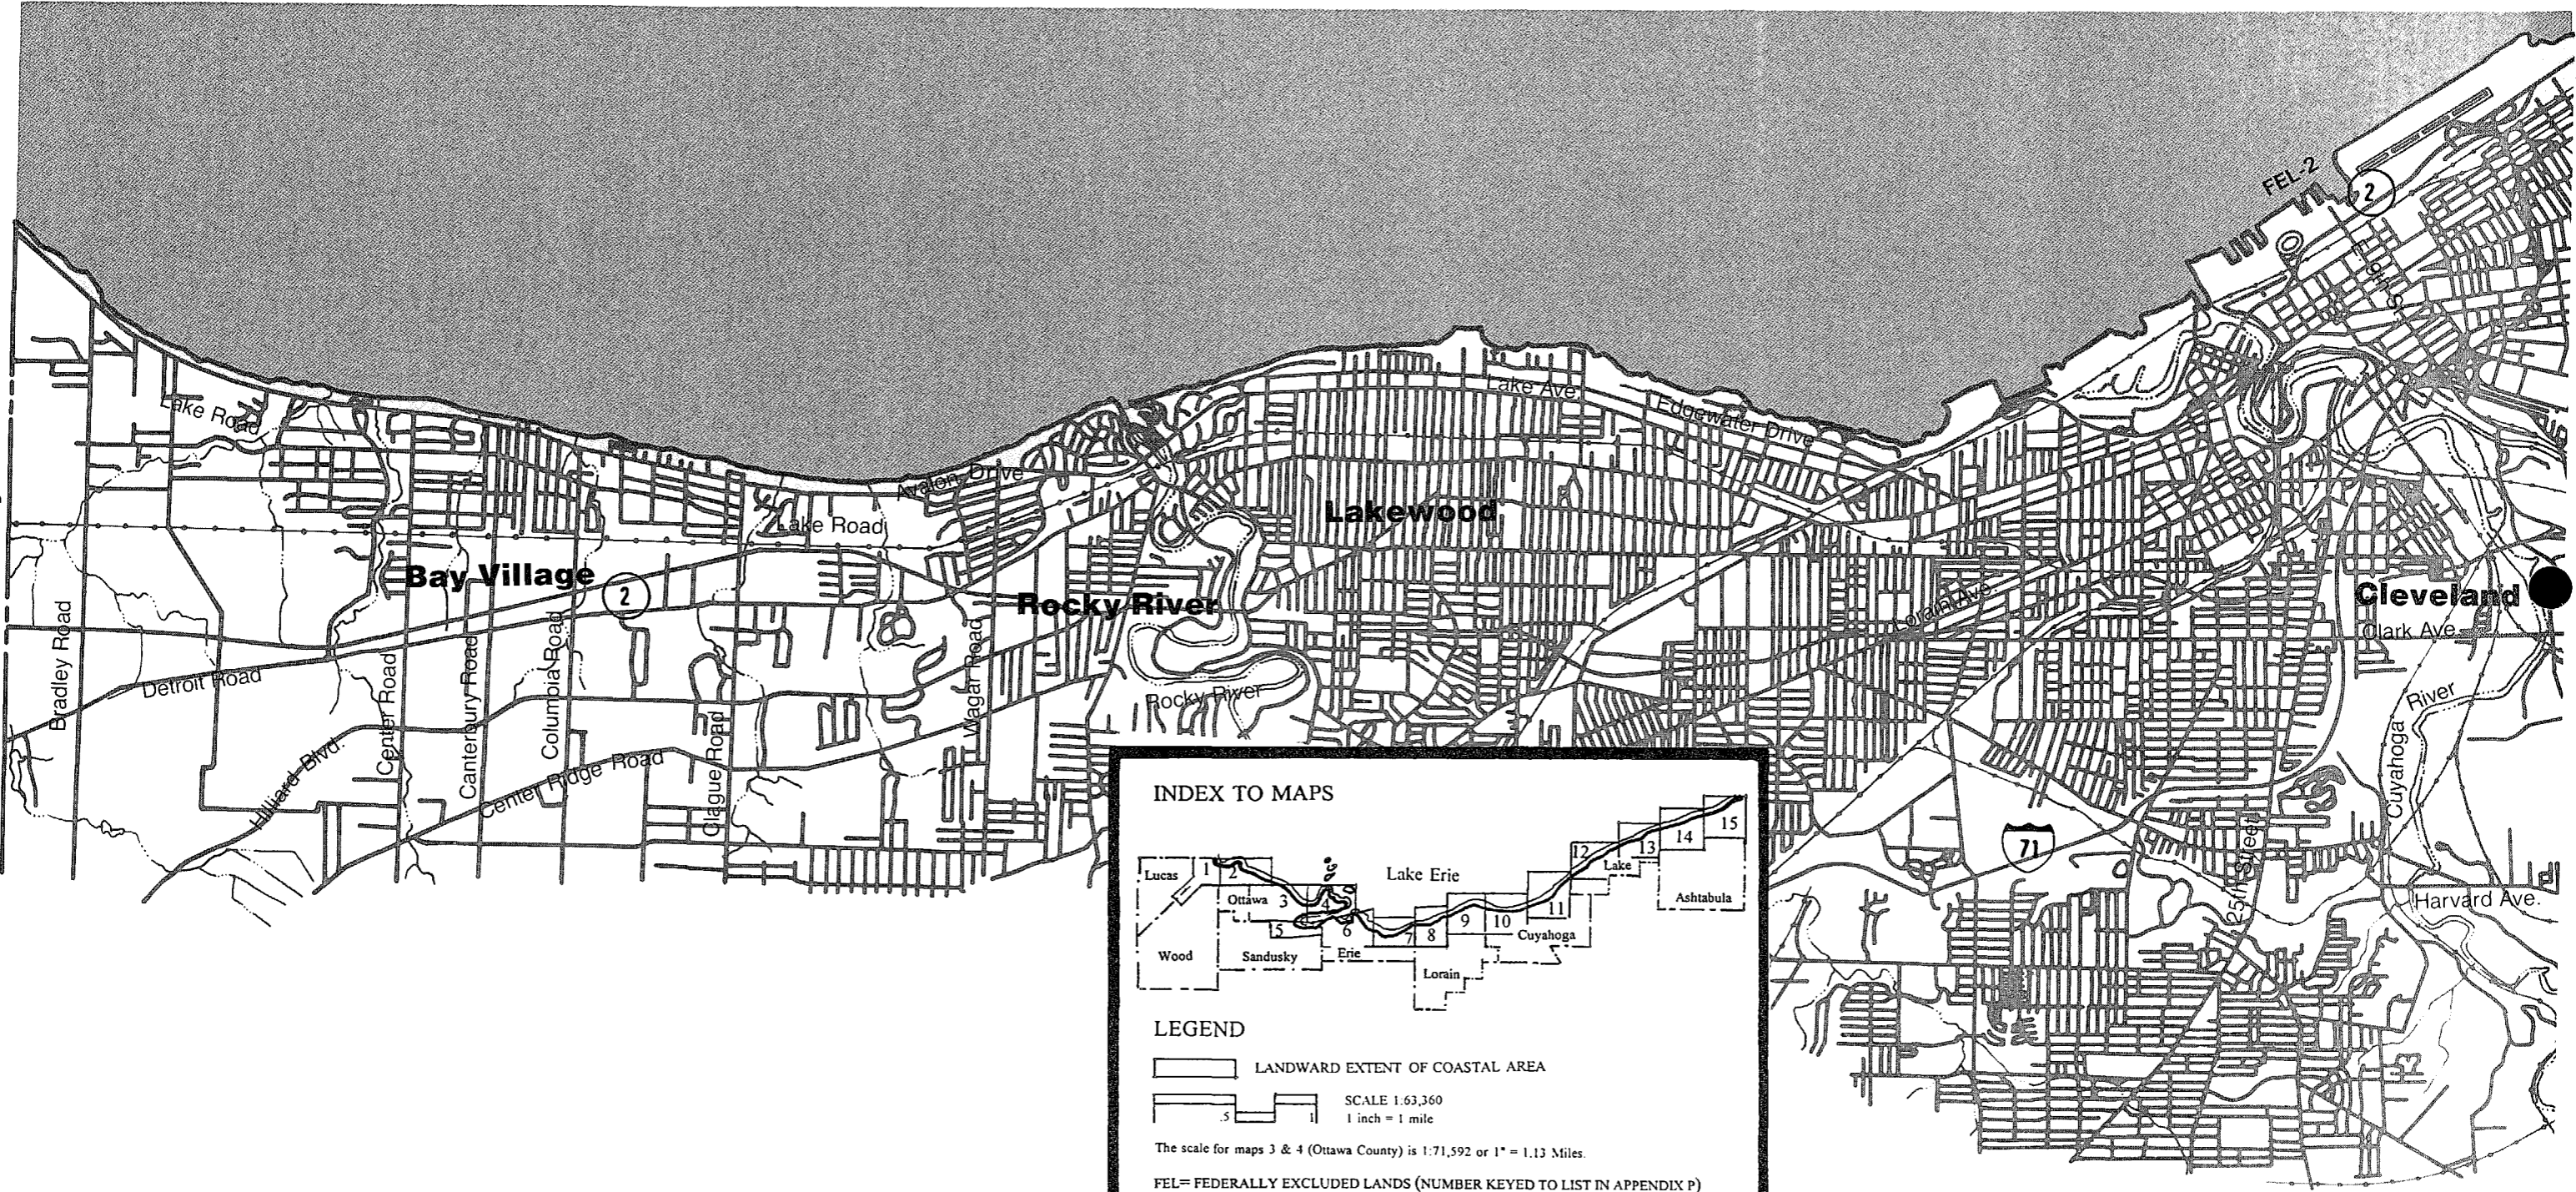 FEL-2
2
E. 9th St.
Lake Ave.
Edgewater Drive
Lake Road
Avalon Drive
Lake Road
Lakewood
Bay Village
2
Rocky River
Lorain Ave.
Cleveland
Clark Ave.
Bradley Road
Detroit Road
Center Road
Canterbury Road
Columbia Road
Clague Road
Wagar Road
Rocky River
Hilliard Blvd.
Center Ridge Road
Cuyahoga River
71
25th Street
Harvard Ave.
INDEX TO MAPS
Lucas
1
2
Ottawa
3
4
5
6
7
8
9
10
11
12
13
14
15
Lake Erie
Lake
Ashtabula
Wood
Sandusky
Erie
Lorain
Cuyahoga
LEGEND
LANDWARD EXTENT OF COASTAL AREA
.5 1
SCALE 1:63,360
1 inch = 1 mile
The scale for maps 3 & 4 (Ottawa County) is 1:71,592 or 1" = 1.13 Miles.
FEL= FEDERALLY EXCLUDED LANDS (NUMBER KEYED TO LIST IN APPENDIX P)